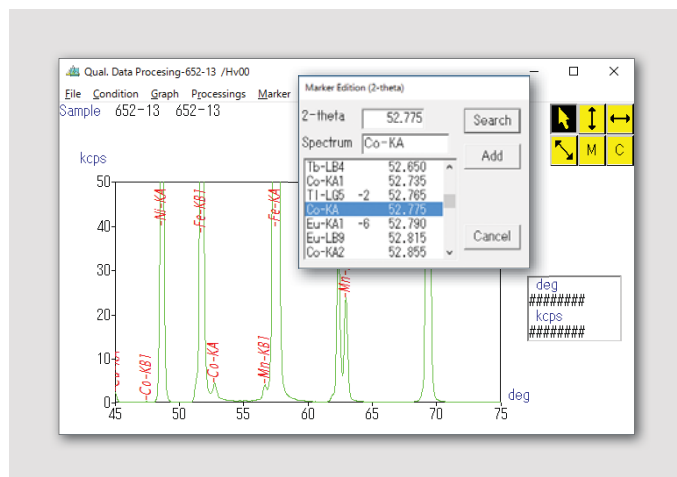 Qual. Data Procesing-652-13 /Hv00
File Condition Graph Processings Marker
Sample 652-13 652-13
Marker Edition (2-theta)
2-theta 52.775 Search
Spectrum Co-KA
Add
Tb-LB4 52.650
Co-KA1 52.735
Tl-LG5 -2 52.765
Co-KA 52.775
Eu-KA1 -6 52.790
Eu-LB9 52.815
Co-KA2 52.855
Cancel
M C
kcps
50
40
30
20
10
0
Co-KB1
Ni-KA
Fe-KB1
Co-KA
Mn-KB1
Fe-KA
45 50 55 60 65 70 75
deg
deg
########
kcps
########